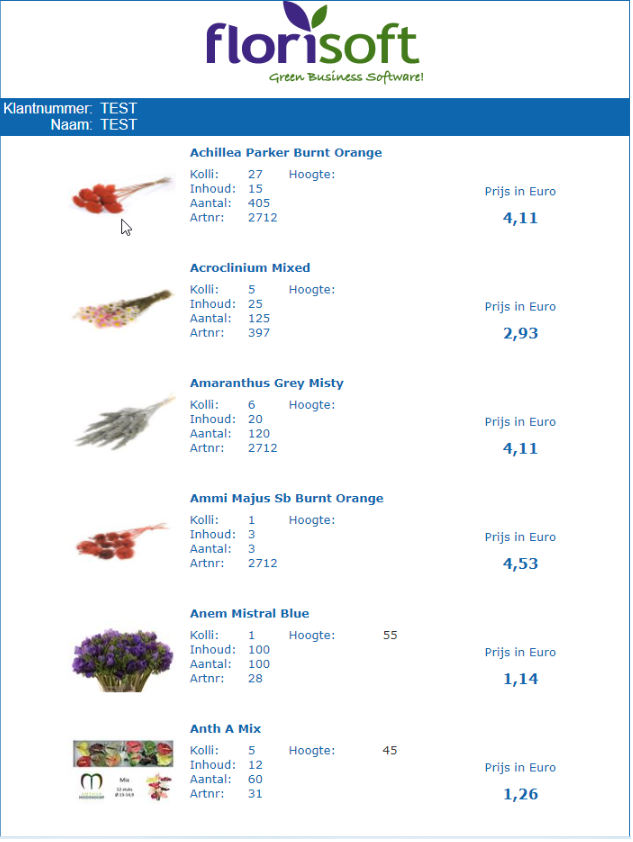 florisoft
Green Business Software!
Klantnummer: TEST
Naam: TEST
Achillea Parker Burnt Orange
Kolli: 27 Hoogte:
Inhoud: 15
Prijs in Euro
Aantal: 405
Artnr: 2712
4,11
Acroclinium Mixed
Kolli: 5 Hoogte:
Inhoud: 25
Prijs in Euro
Aantal: 125
Artnr: 397
2,93
Amaranthus Grey Misty
Kolli: 6 Hoogte:
Inhoud: 20
Prijs in Euro
Aantal: 120
Artnr: 2712
4,11
Ammi Majus Sb Burnt Orange
Kolli: 1 Hoogte:
Inhoud: 3
Prijs in Euro
Aantal: 3
Artnr: 2712
4,53
Anem Mistral Blue
Kolli: 1 Hoogte: 55
Inhoud: 100
Prijs in Euro
Aantal: 100
Artnr: 28
1,14
Anth A Mix
Kolli: 5 Hoogte: 45
Inhoud: 12
Prijs in Euro
Aantal: 60
Artnr: 31
1,26
Mix